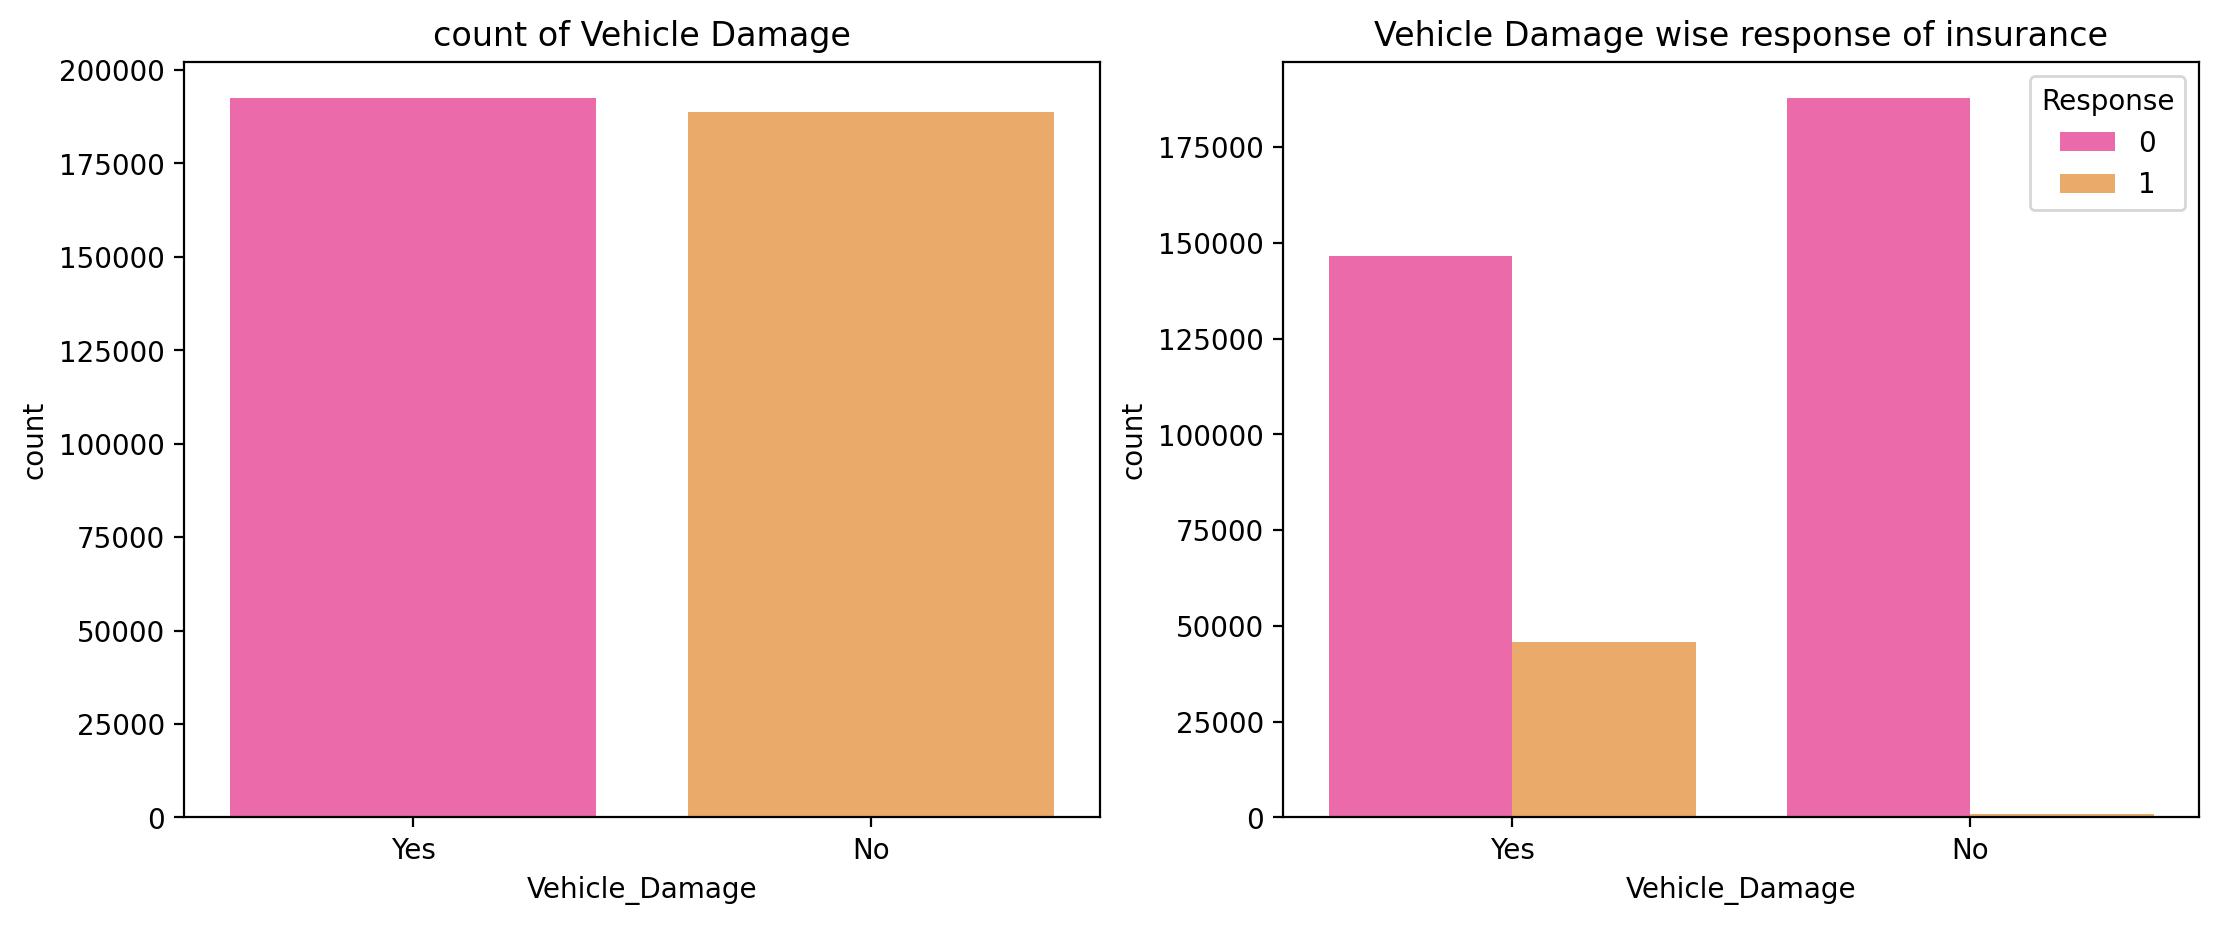 count of Vehicle Damage
200000
175000
150000
125000
100000
75000
50000
25000
0
count
Yes
No
Vehicle_Damage
Vehicle Damage wise response of insurance
175000
150000
125000
100000
75000
50000
25000
0
count
Yes
No
Vehicle_Damage
Response
0
1